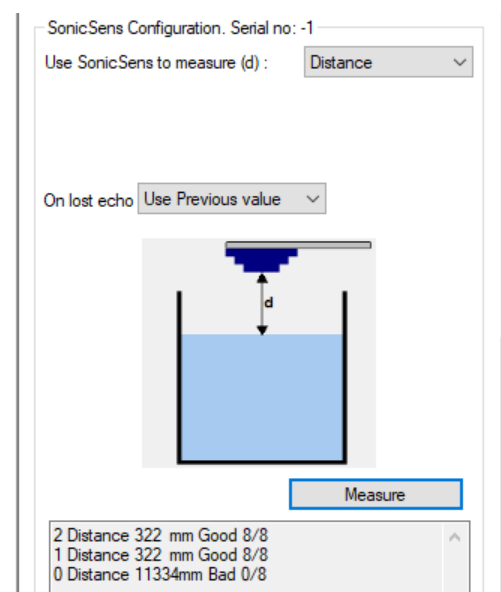 SonicSens Configuration. Serial no: -1
Use SonicSens to measure (d) : Distance
On lost echo Use Previous value
d
Measure
2 Distance 322 mm Good 8/8
1 Distance 322 mm Good 8/8
0 Distance 11334mm Bad 0/8